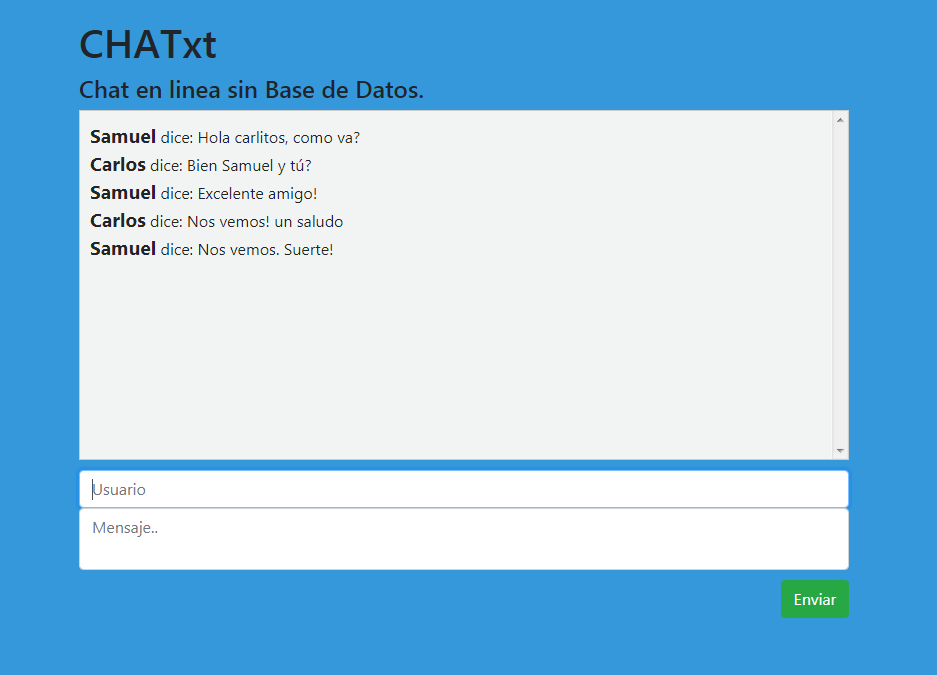 CHATxt
Chat en linea sin Base de Datos.
Samuel dice: Hola carlitos, como va?
Carlos dice: Bien Samuel y tú?
Samuel dice: Excelente amigo!
Carlos dice: Nos vemos! un saludo
Samuel dice: Nos vemos. Suerte!
Usuario
Mensaje..
Enviar